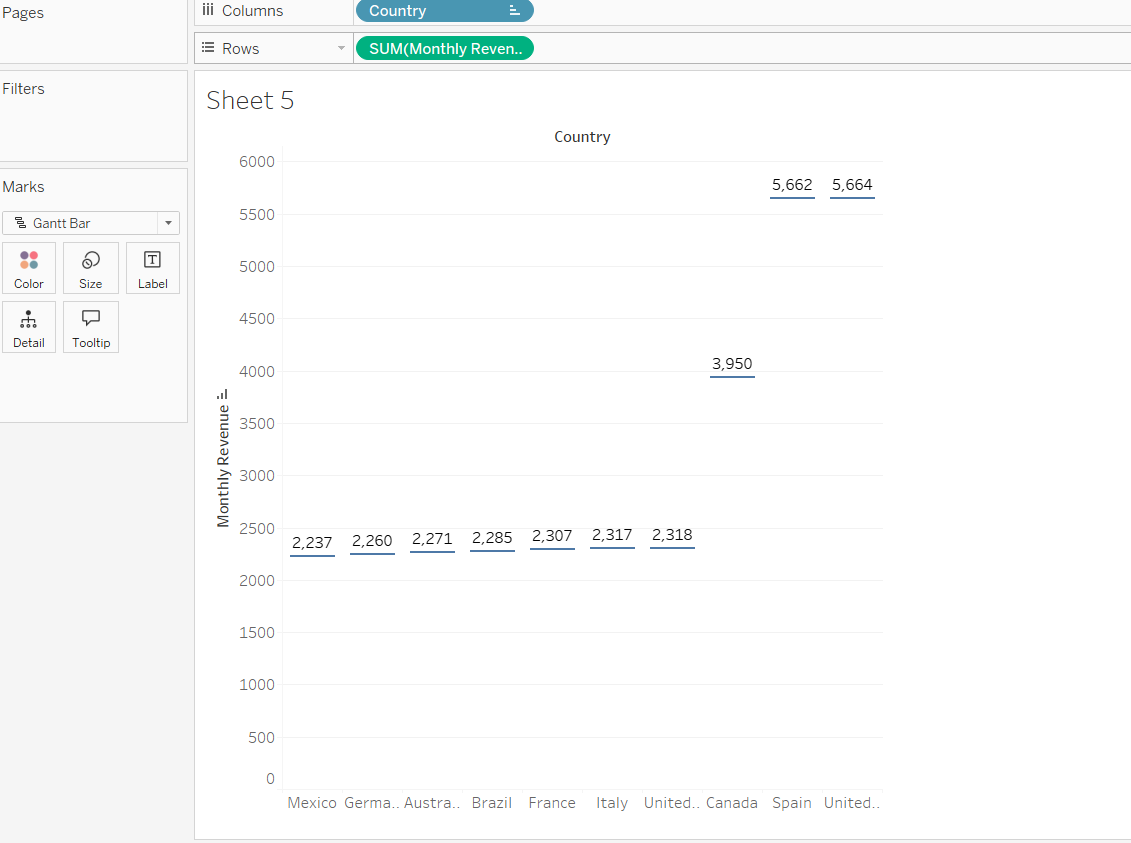 Pages
Columns
Country
Rows
SUM(Monthly Reven..
Filters
Marks
Gantt Bar
Color
Size
Label
Detail
Tooltip
Sheet 5
Country
Monthly Revenue
6000
5500
5000
4500
4000
3500
3000
2500
2000
1500
1000
500
0
2,237
2,260
2,271
2,285
2,307
2,317
2,318
3,950
5,662
5,664
Mexico Germa.. Austra.. Brazil France Italy United.. Canada Spain United..